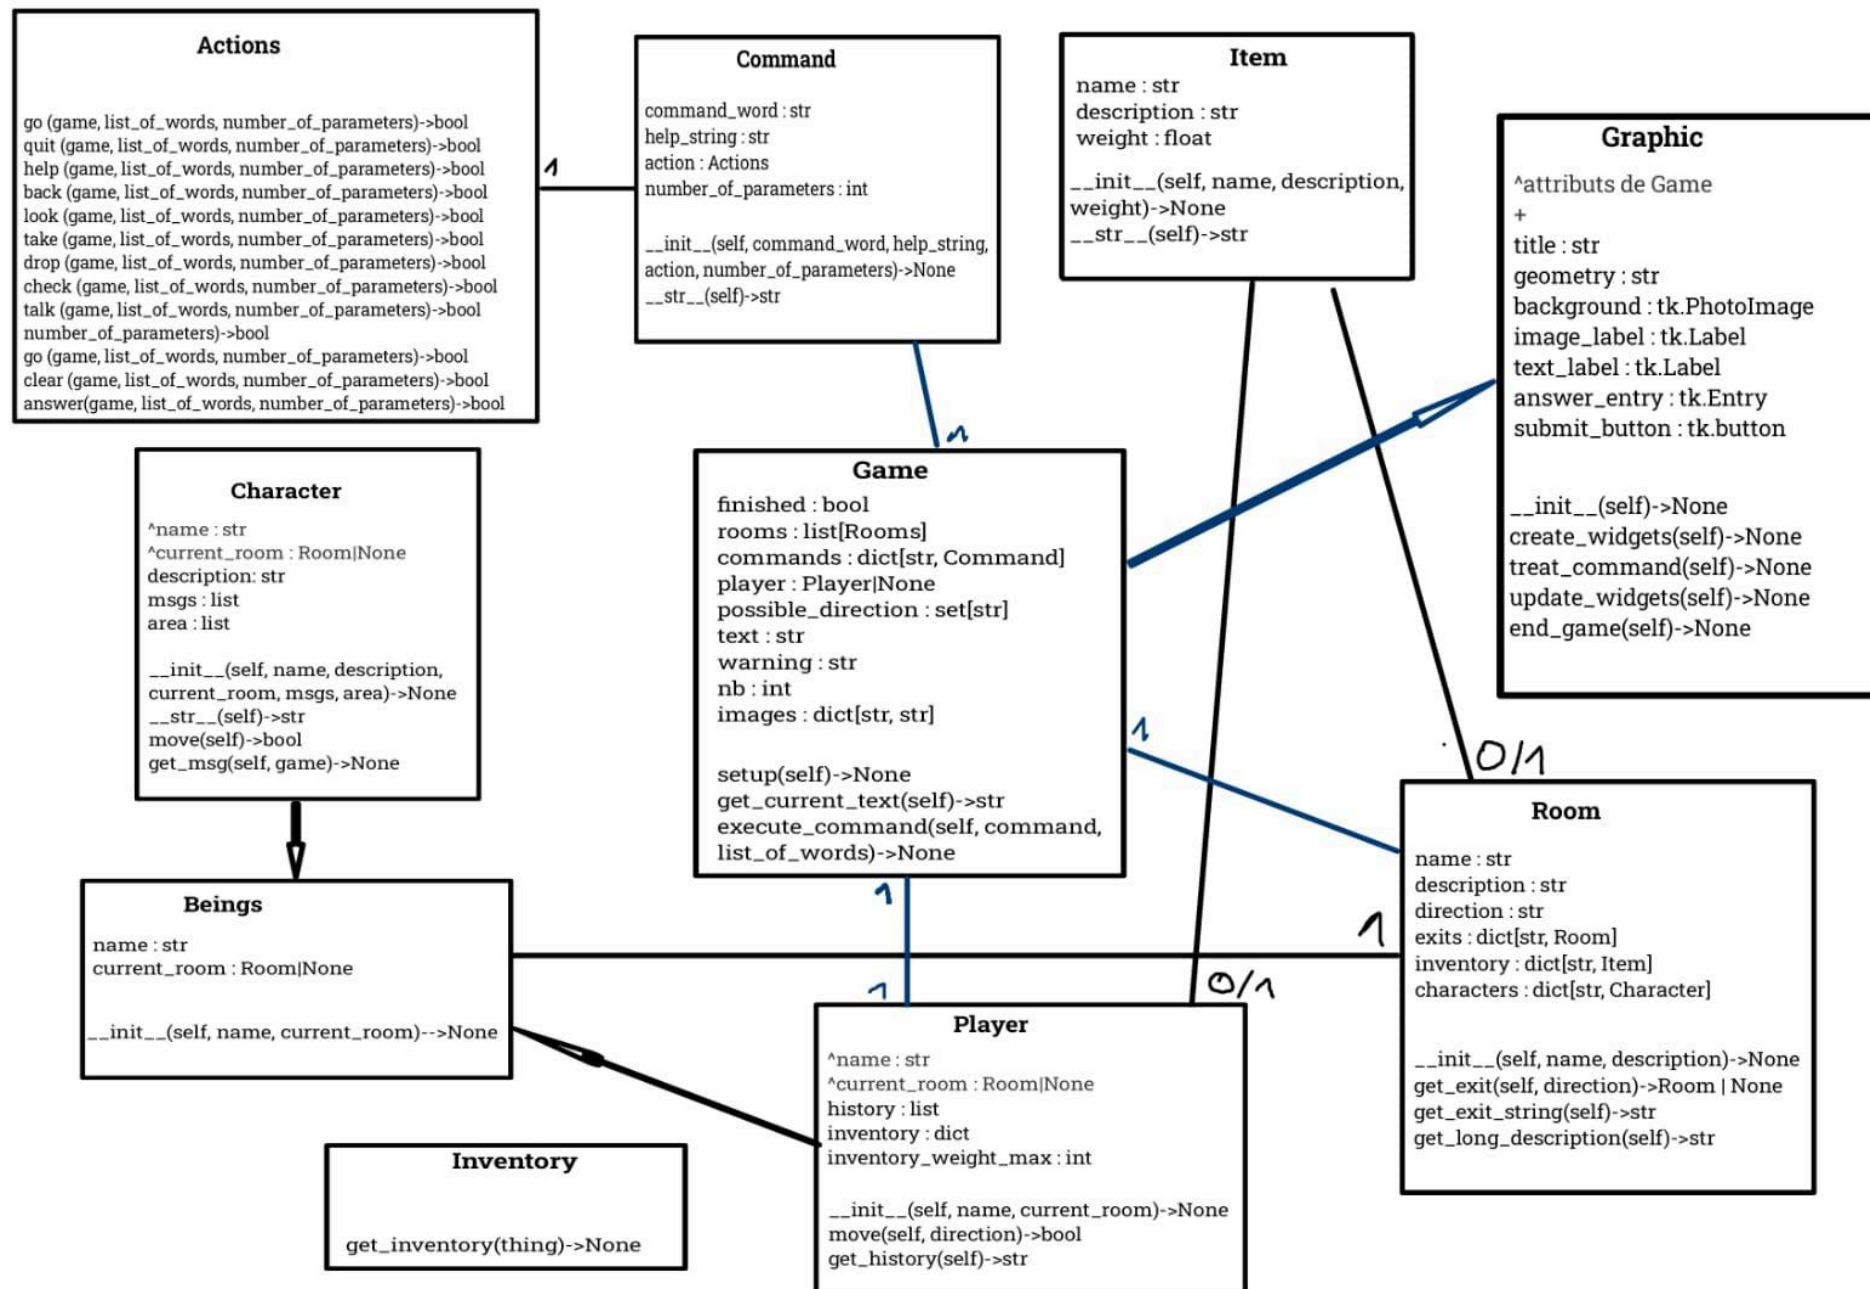 Actions
go (game, list_of_words, number_of_parameters)->bool
quit (game, list_of_words, number_of_parameters)->bool
help (game, list_of_words, number_of_parameters)->bool
back (game, list_of_words, number_of_parameters)->bool
look (game, list_of_words, number_of_parameters)->bool
take (game, list_of_words, number_of_parameters)->bool
drop (game, list_of_words, number_of_parameters)->bool
check (game, list_of_words, number_of_parameters)->bool
talk (game, list_of_words, number_of_parameters)->bool
number_of_parameters)->bool
go (game, list_of_words, number_of_parameters)->bool
clear (game, list_of_words, number_of_parameters)->bool
answer(game, list_of_words, number_of_parameters)->bool
1
Command
command_word : str
help_string : str
action : Actions
number_of_parameters : int
__init__(self, command_word, help_string,
action, number_of_parameters)->None
__str__(self)->str
1
Item
name : str
description : str
weight : float
__init__(self, name, description,
weight)->None
__str__(self)->str
Graphic
^attributs de Game
+
title : str
geometry : str
background : tk.PhotoImage
image_label : tk.Label
text_label : tk.Label
answer_entry : tk.Entry
submit_button : tk.button
__init__(self)->None
create_widgets(self)->None
treat_command(self)->None
update_widgets(self)->None
end_game(self)->None
Character
^name : str
^current_room : Room|None
description: str
msgs : list
area : list
__init__(self, name, description,
current_room, msgs, area)->None
__str__(self)->str
move(self)->bool
get_msg(self, game)->None
Game
finished : bool
rooms : list[Rooms]
commands : dict[str, Command]
player : Player|None
possible_direction : set[str]
text : str
warning : str
nb : int
images : dict[str, str]
setup(self)->None
get_current_text(self)->str
execute_command(self, command,
list_of_words)->None
1
0/1
Room
name : str
description : str
direction : str
exits : dict[str, Room]
inventory : dict[str, Item]
characters : dict[str, Character]
__init__(self, name, description)->None
get_exit(self, direction)->Room | None
get_exit_string(self)->str
get_long_description(self)->str
Beings
name : str
current_room : Room|None
__init__(self, name, current_room)-->None
1
1
1
0/1
Player
^name : str
^current_room : Room|None
history : list
inventory : dict
inventory_weight_max : int
__init__(self, name, current_room)->None
move(self, direction)->bool
get_history(self)->str
Inventory
get_inventory(thing)->None